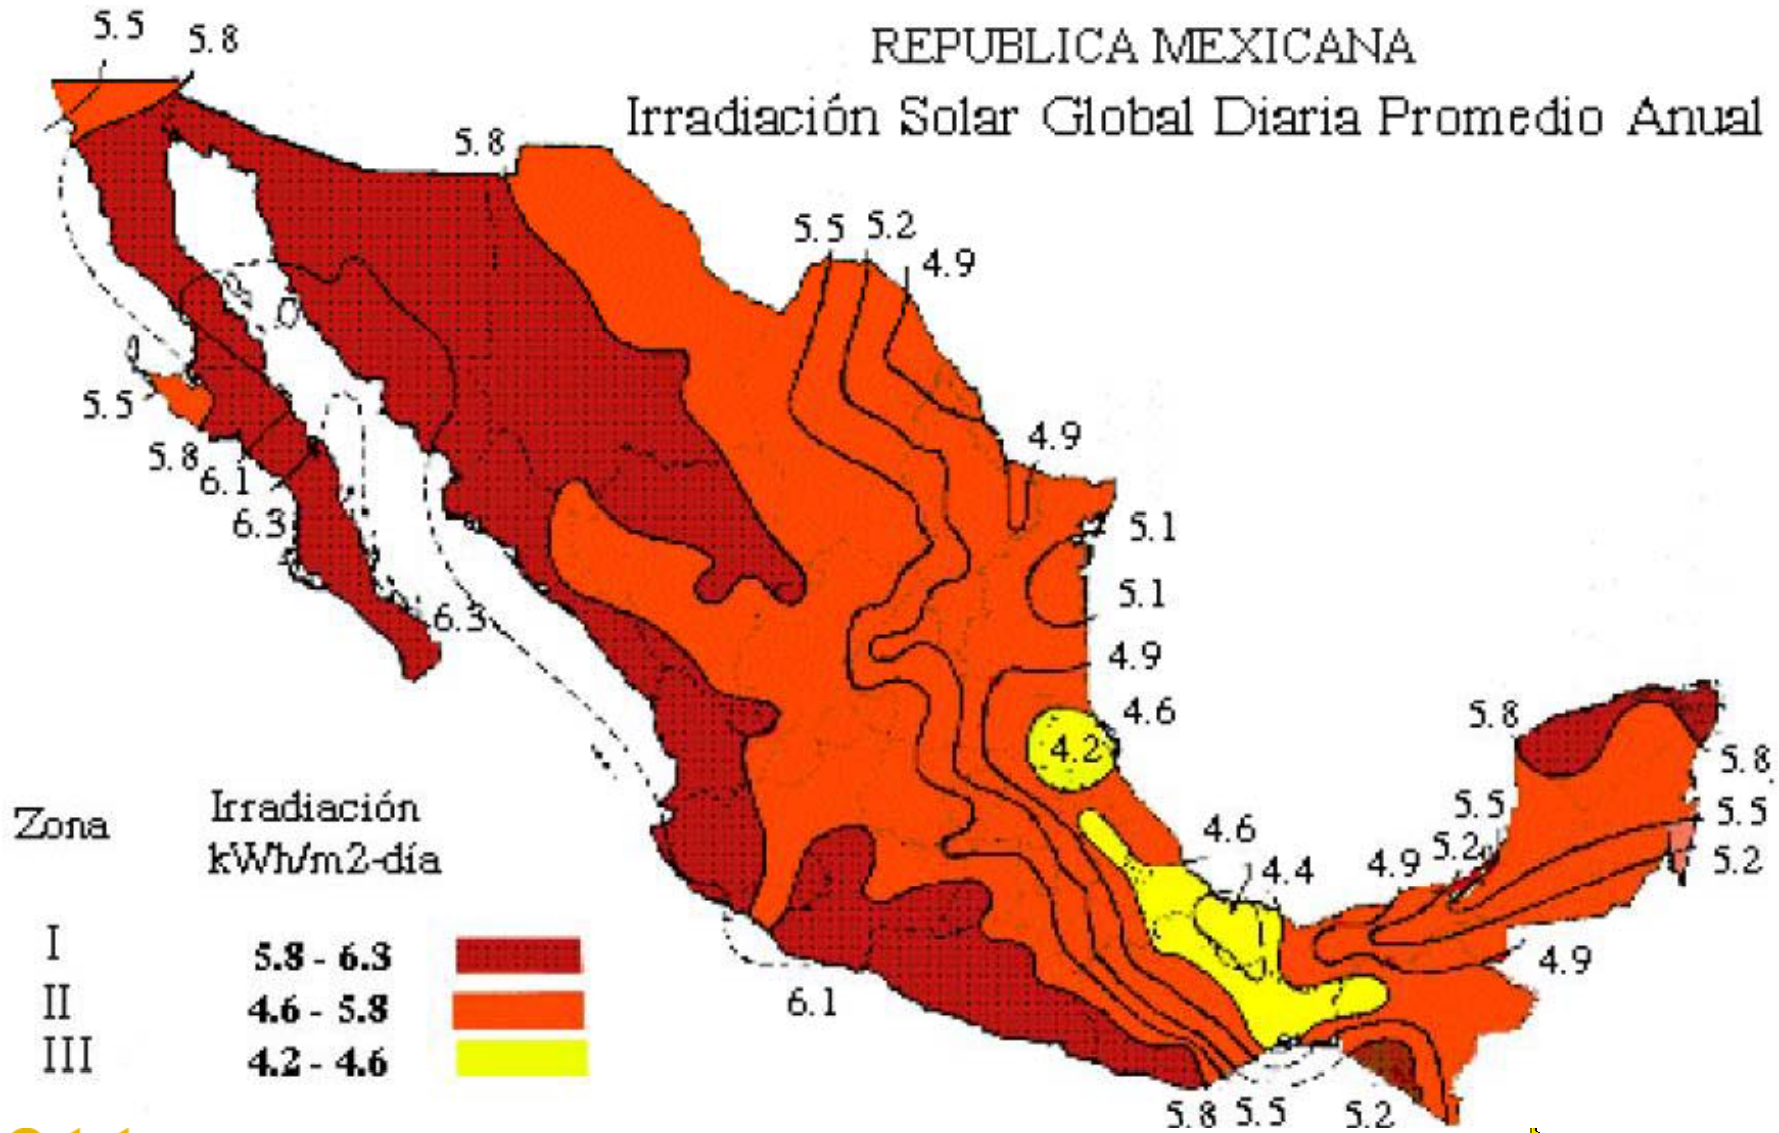 REPUBLICA MEXICANA
Irradiación Solar Global Diaria Promedio Anual
5.5
5.8
5.8
5.5
5.2
4.9
5.5
5.8
6.1
6.3
6.3
4.9
5.1
5.1
4.9
4.6
4.2
5.8
5.8
5.5
5.5
5.2
5.2
4.9
4.6
4.4
4.9
6.1
5.8
5.5
5.2
Zona
Irradiación
kWh/m2-día
I
5.8 - 6.3
II
4.6 - 5.8
III
4.2 - 4.6